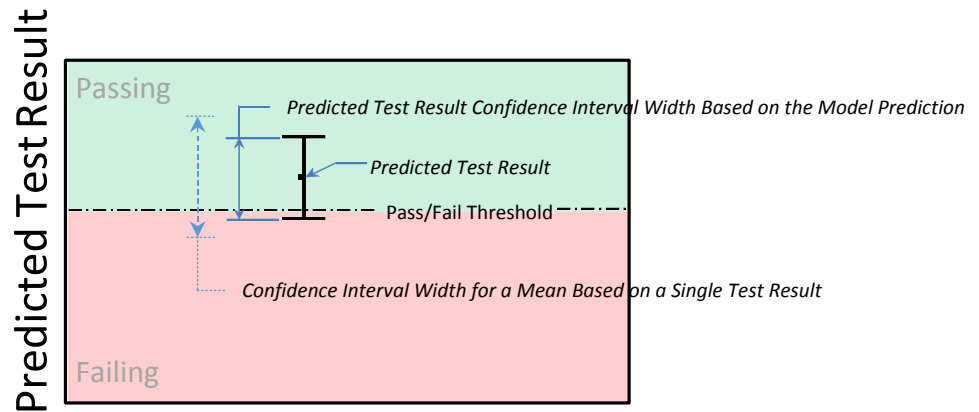 Predicted Test Result
Passing
Predicted Test Result Confidence Interval Width Based on the Model Prediction
Predicted Test Result
Pass/Fail Threshold
Confidence Interval Width for a Mean Based on a Single Test Result
Failing